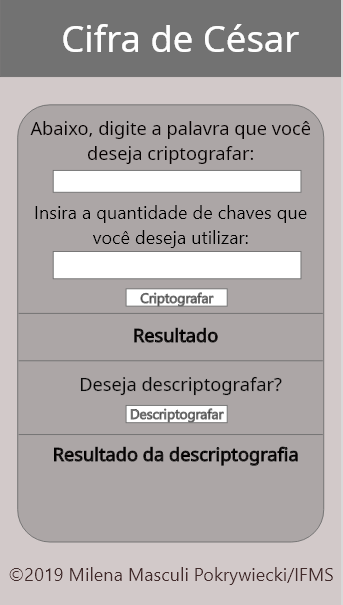 Cifra de César
Abaixo, digite a palavra que você
deseja criptografar:
Insira a quantidade de chaves que
você deseja utilizar:
Criptografar
Resultado
Deseja descriptografar?
Descriptografar
Resultado da descriptografia
©2019 Milena Masculi Pokrywiecki/IFMS